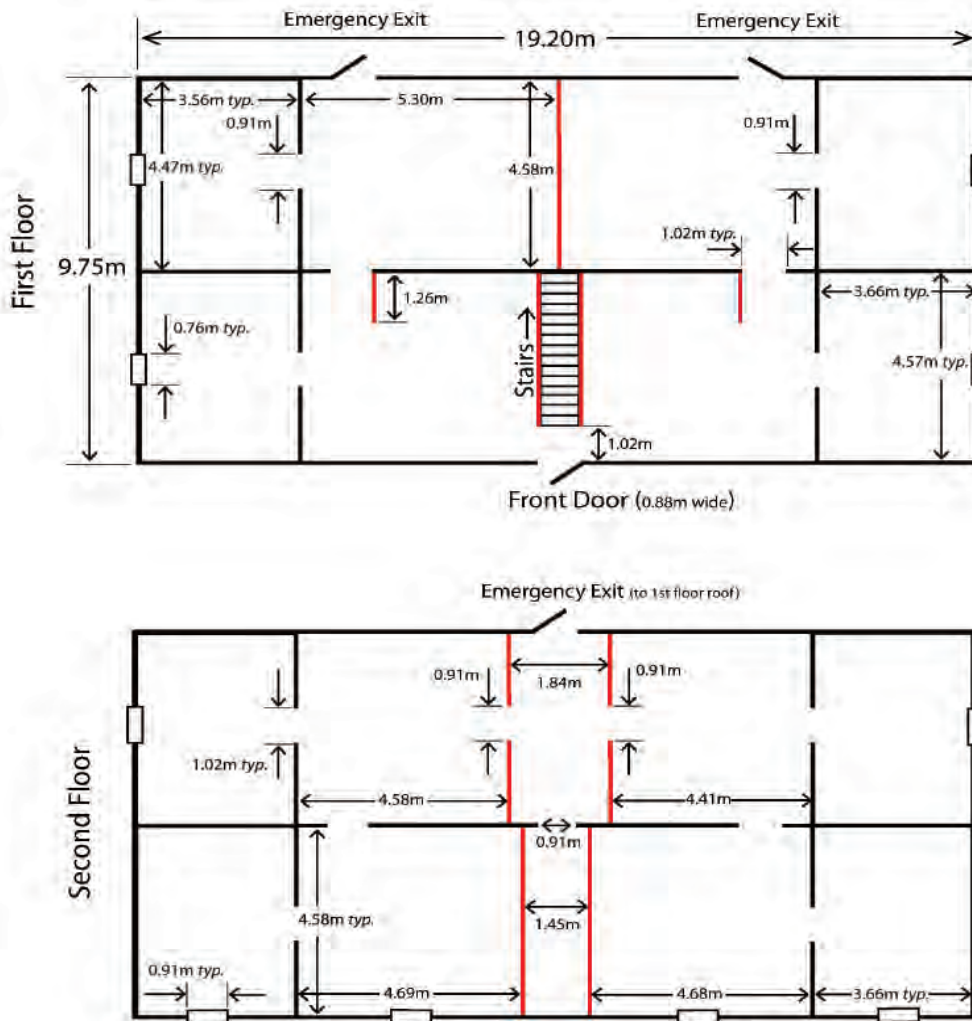 Emergency Exit
Emergency Exit
19.20m
3.56m typ.
5.30m
0.91m
0.91m
4.47m typ.
4.58m
First Floor
9.75m
1.02m typ.
1.26m
3.66m typ.
0.76m typ.
Stairs
4.57m typ.
1.02m
Front Door (0.88m wide)
Emergency Exit (to 1st floor roof)
0.91m
0.91m
1.84m
Second Floor
1.02m typ.
4.58m
4.41m
0.91m
4.58m typ.
1.45m
0.91m typ.
4.69m
4.68m
3.66m typ.